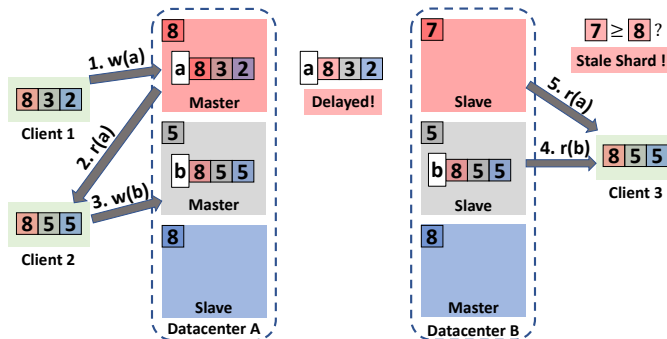 8
1. w(a)
a 8 3 2
Master
8 3 2
Client 1
2. r(a)
5
b 8 5 5
Master
3. w(b)
8 5 5
Client 2
8
Slave
Datacenter A
a 8 3 2
Delayed!
7
Slave
5
b 8 5 5
Slave
8
Master
Datacenter B
7 ≥ 8 ?
Stale Shard !
5. r(a)
4. r(b)
8 5 5
Client 3